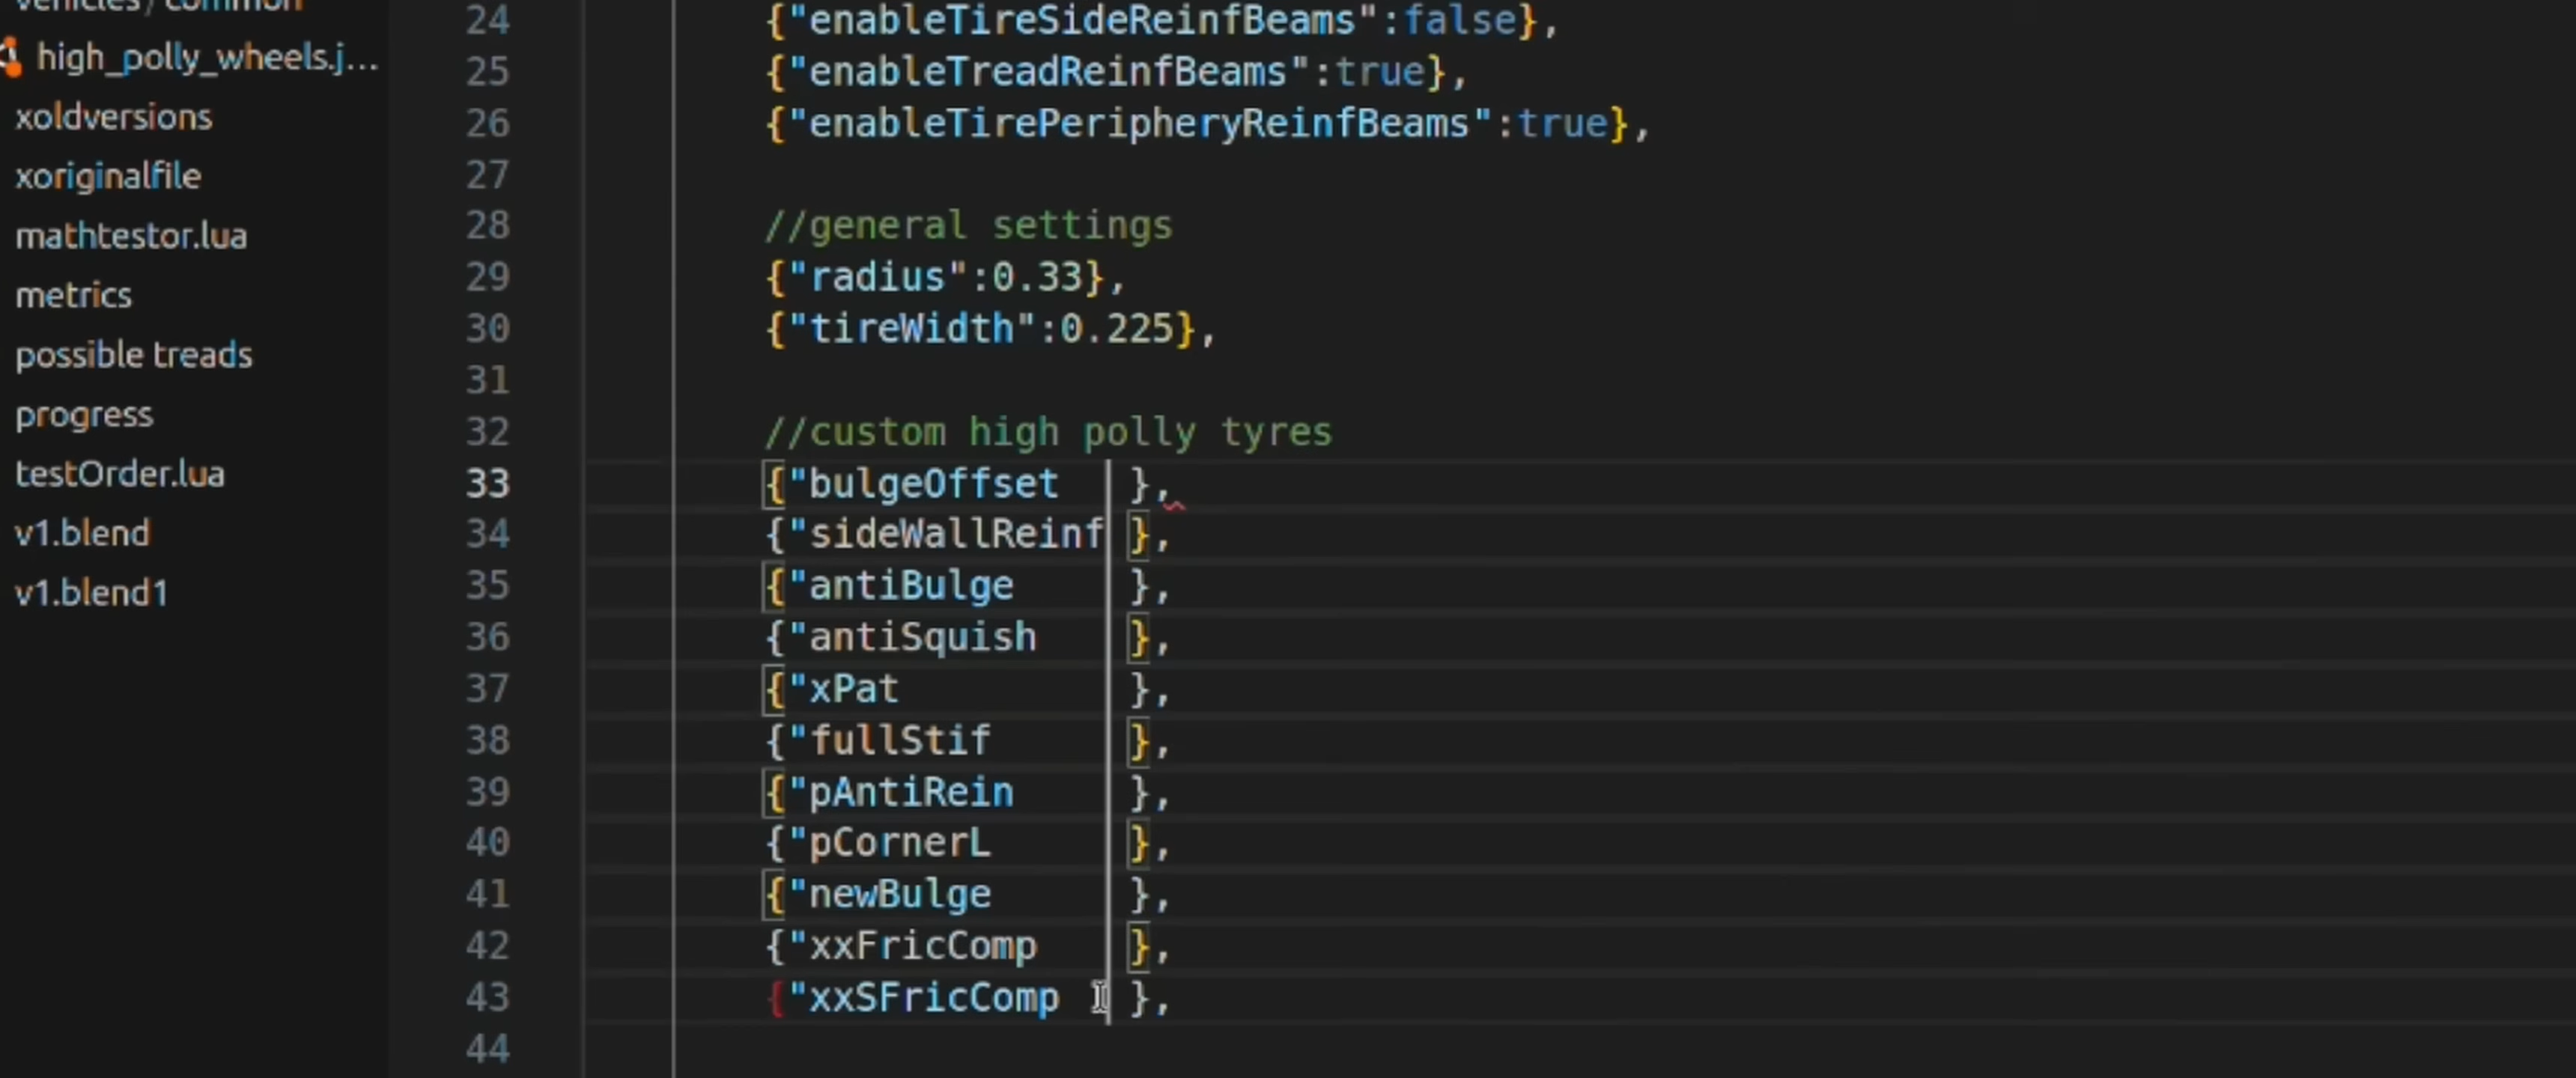 vehicles / common
high_polly_wheels.j...
xoldversions
xoriginalfile
mathtestor.lua
metrics
possible treads
progress
testOrder.lua
v1.blend
v1.blend1
24 {"enableTireSideReinfBeams":false},
25 {"enableTreadReinfBeams":true},
26 {"enableTirePeripheryReinfBeams":true},
27
28 //general settings
29 {"radius":0.33},
30 {"tireWidth":0.225},
31
32 //custom high polly tyres
33 {"bulgeOffset },
34 {"sideWallReinf },
35 {"antiBulge },
36 {"antiSquish },
37 {"xPat },
38 {"fullStif },
39 {"pAntiRein },
40 {"pCornerL },
41 {"newBulge },
42 {"xxFricComp },
43 {"xxSFricComp },
44